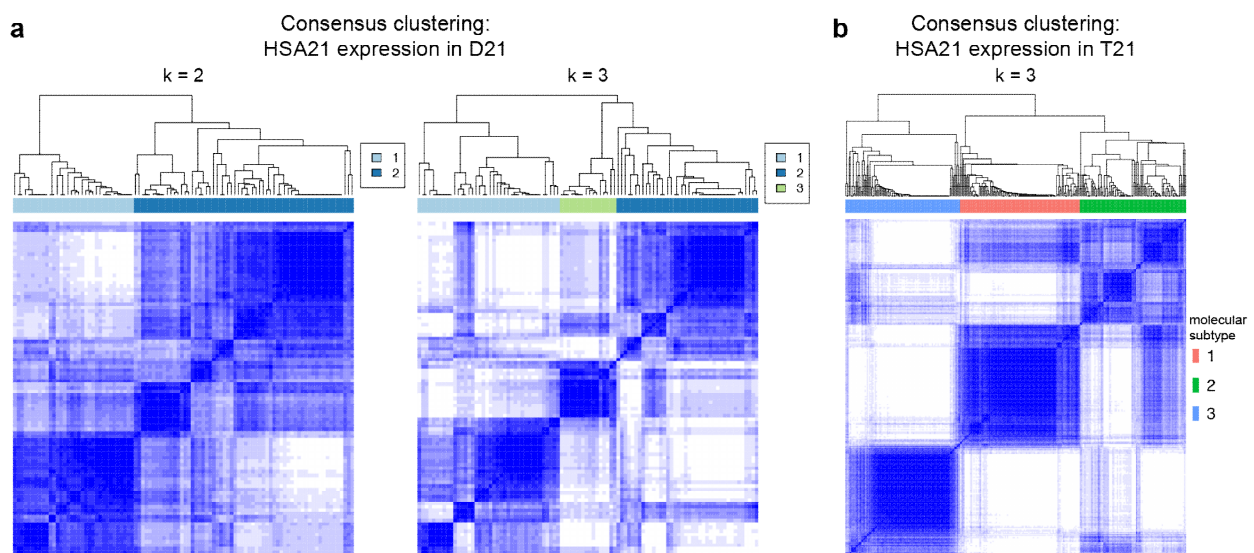 a
Consensus clustering:
HSA21 expression in D21
k = 2
1
2
k = 3
1
2
3
b
Consensus clustering:
HSA21 expression in T21
k = 3
molecular
subtype
1
2
3